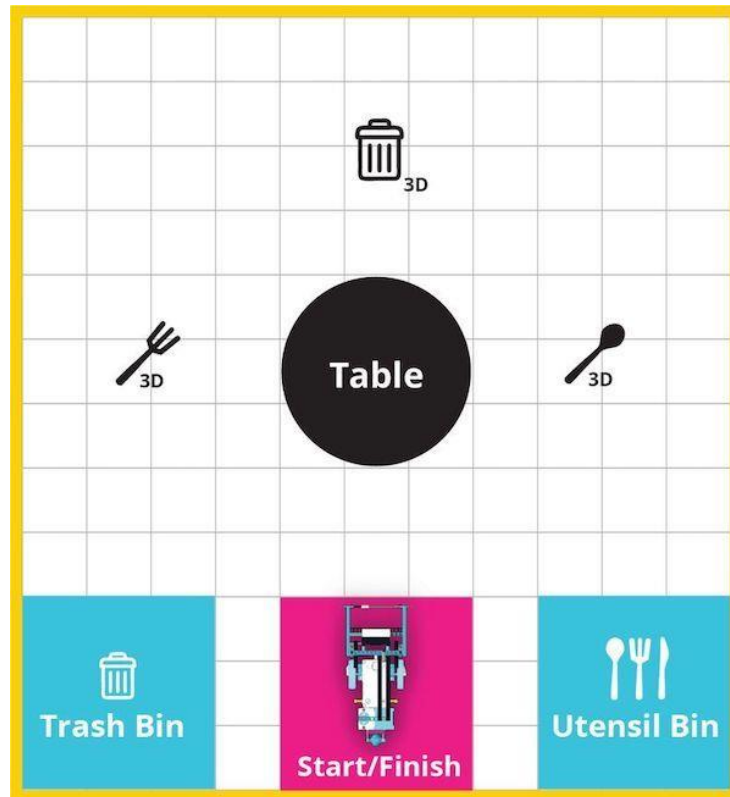 3D
Table
3D
3D
Trash Bin
Start/Finish
Utensil Bin